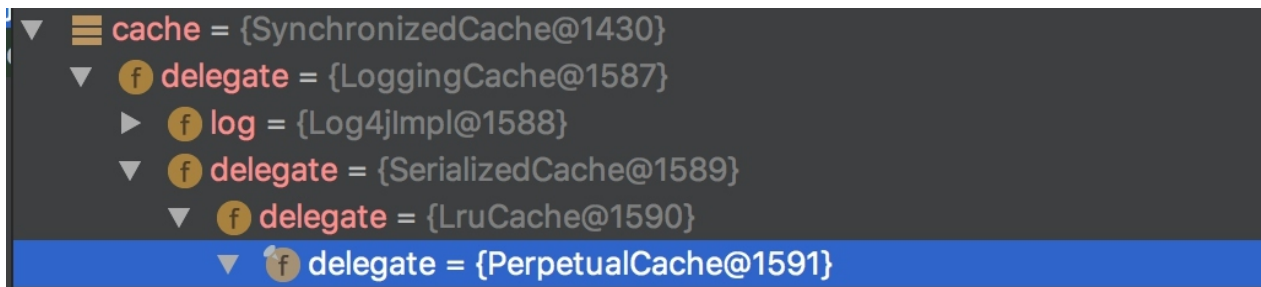 cache = {SynchronizedCache@1430}
f delegate = {LoggingCache@1587}
f log = {Log4jImpl@1588}
f delegate = {SerializedCache@1589}
f delegate = {LruCache@1590}
f delegate = {PerpetualCache@1591}